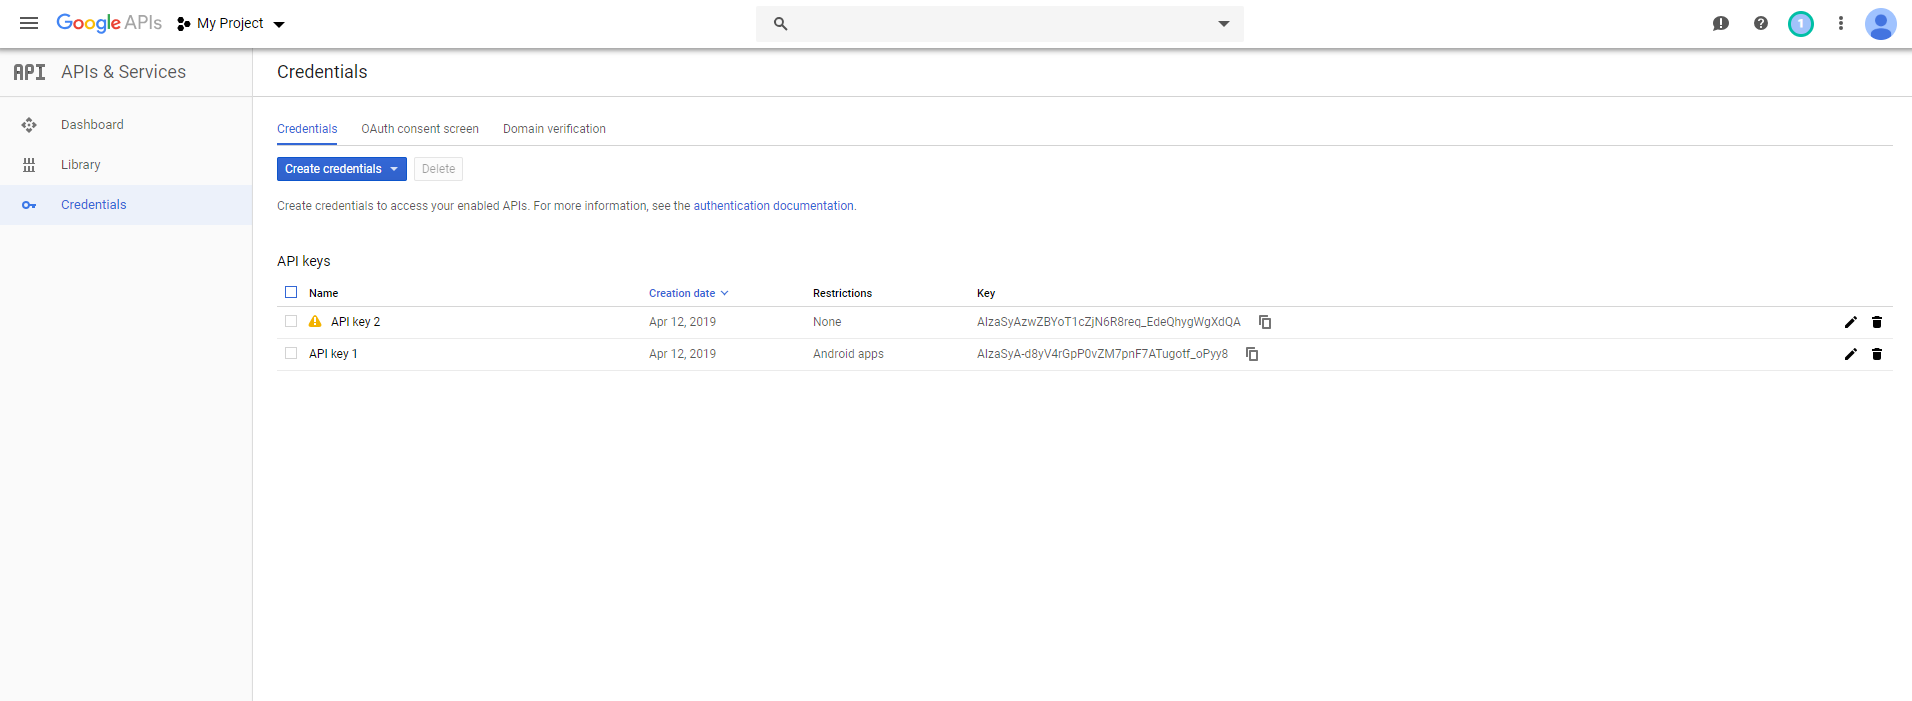 Google APIs My Project 1
API APIs & Services Credentials
Dashboard
Library
Credentials
Credentials OAuth consent screen Domain verification
Create credentials Delete
Create credentials to access your enabled APIs. For more information, see the authentication documentation.
API keys
Name Creation date Restrictions Key
API key 2 Apr 12, 2019 None AIzaSyAzwZBYoT1cZjN6R8req_EdeQhygWgXdQA
API key 1 Apr 12, 2019 Android apps AIzaSyA-d8yV4rGpP0vZM7pnF7ATugotf_oPyy8